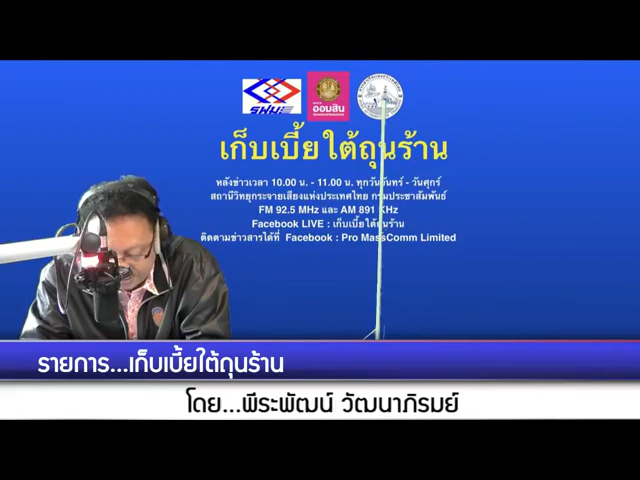 รฟม
ออมสิน
เก็บเบี้ยใต้ถุนร้าน
หลังข่าวเวลา 10.00 น. - 11.00 น. ทุกวันจันทร์ - วันศุกร์
สถานีวิทยุกระจายเสียงแห่งประเทศไทย กรมประชาสัมพันธ์
FM 92.5 MHz และ AM 891 KHz
Facebook LIVE : เก็บเบี้ยใต้ถุนร้าน
ติดตามข่าวสารได้ที่ Facebook : Pro MassComm Limited
รายการ...เก็บเบี้ยใต้ถุนร้าน
โดย...พีระพัฒน์ วัฒนาภิรมย์